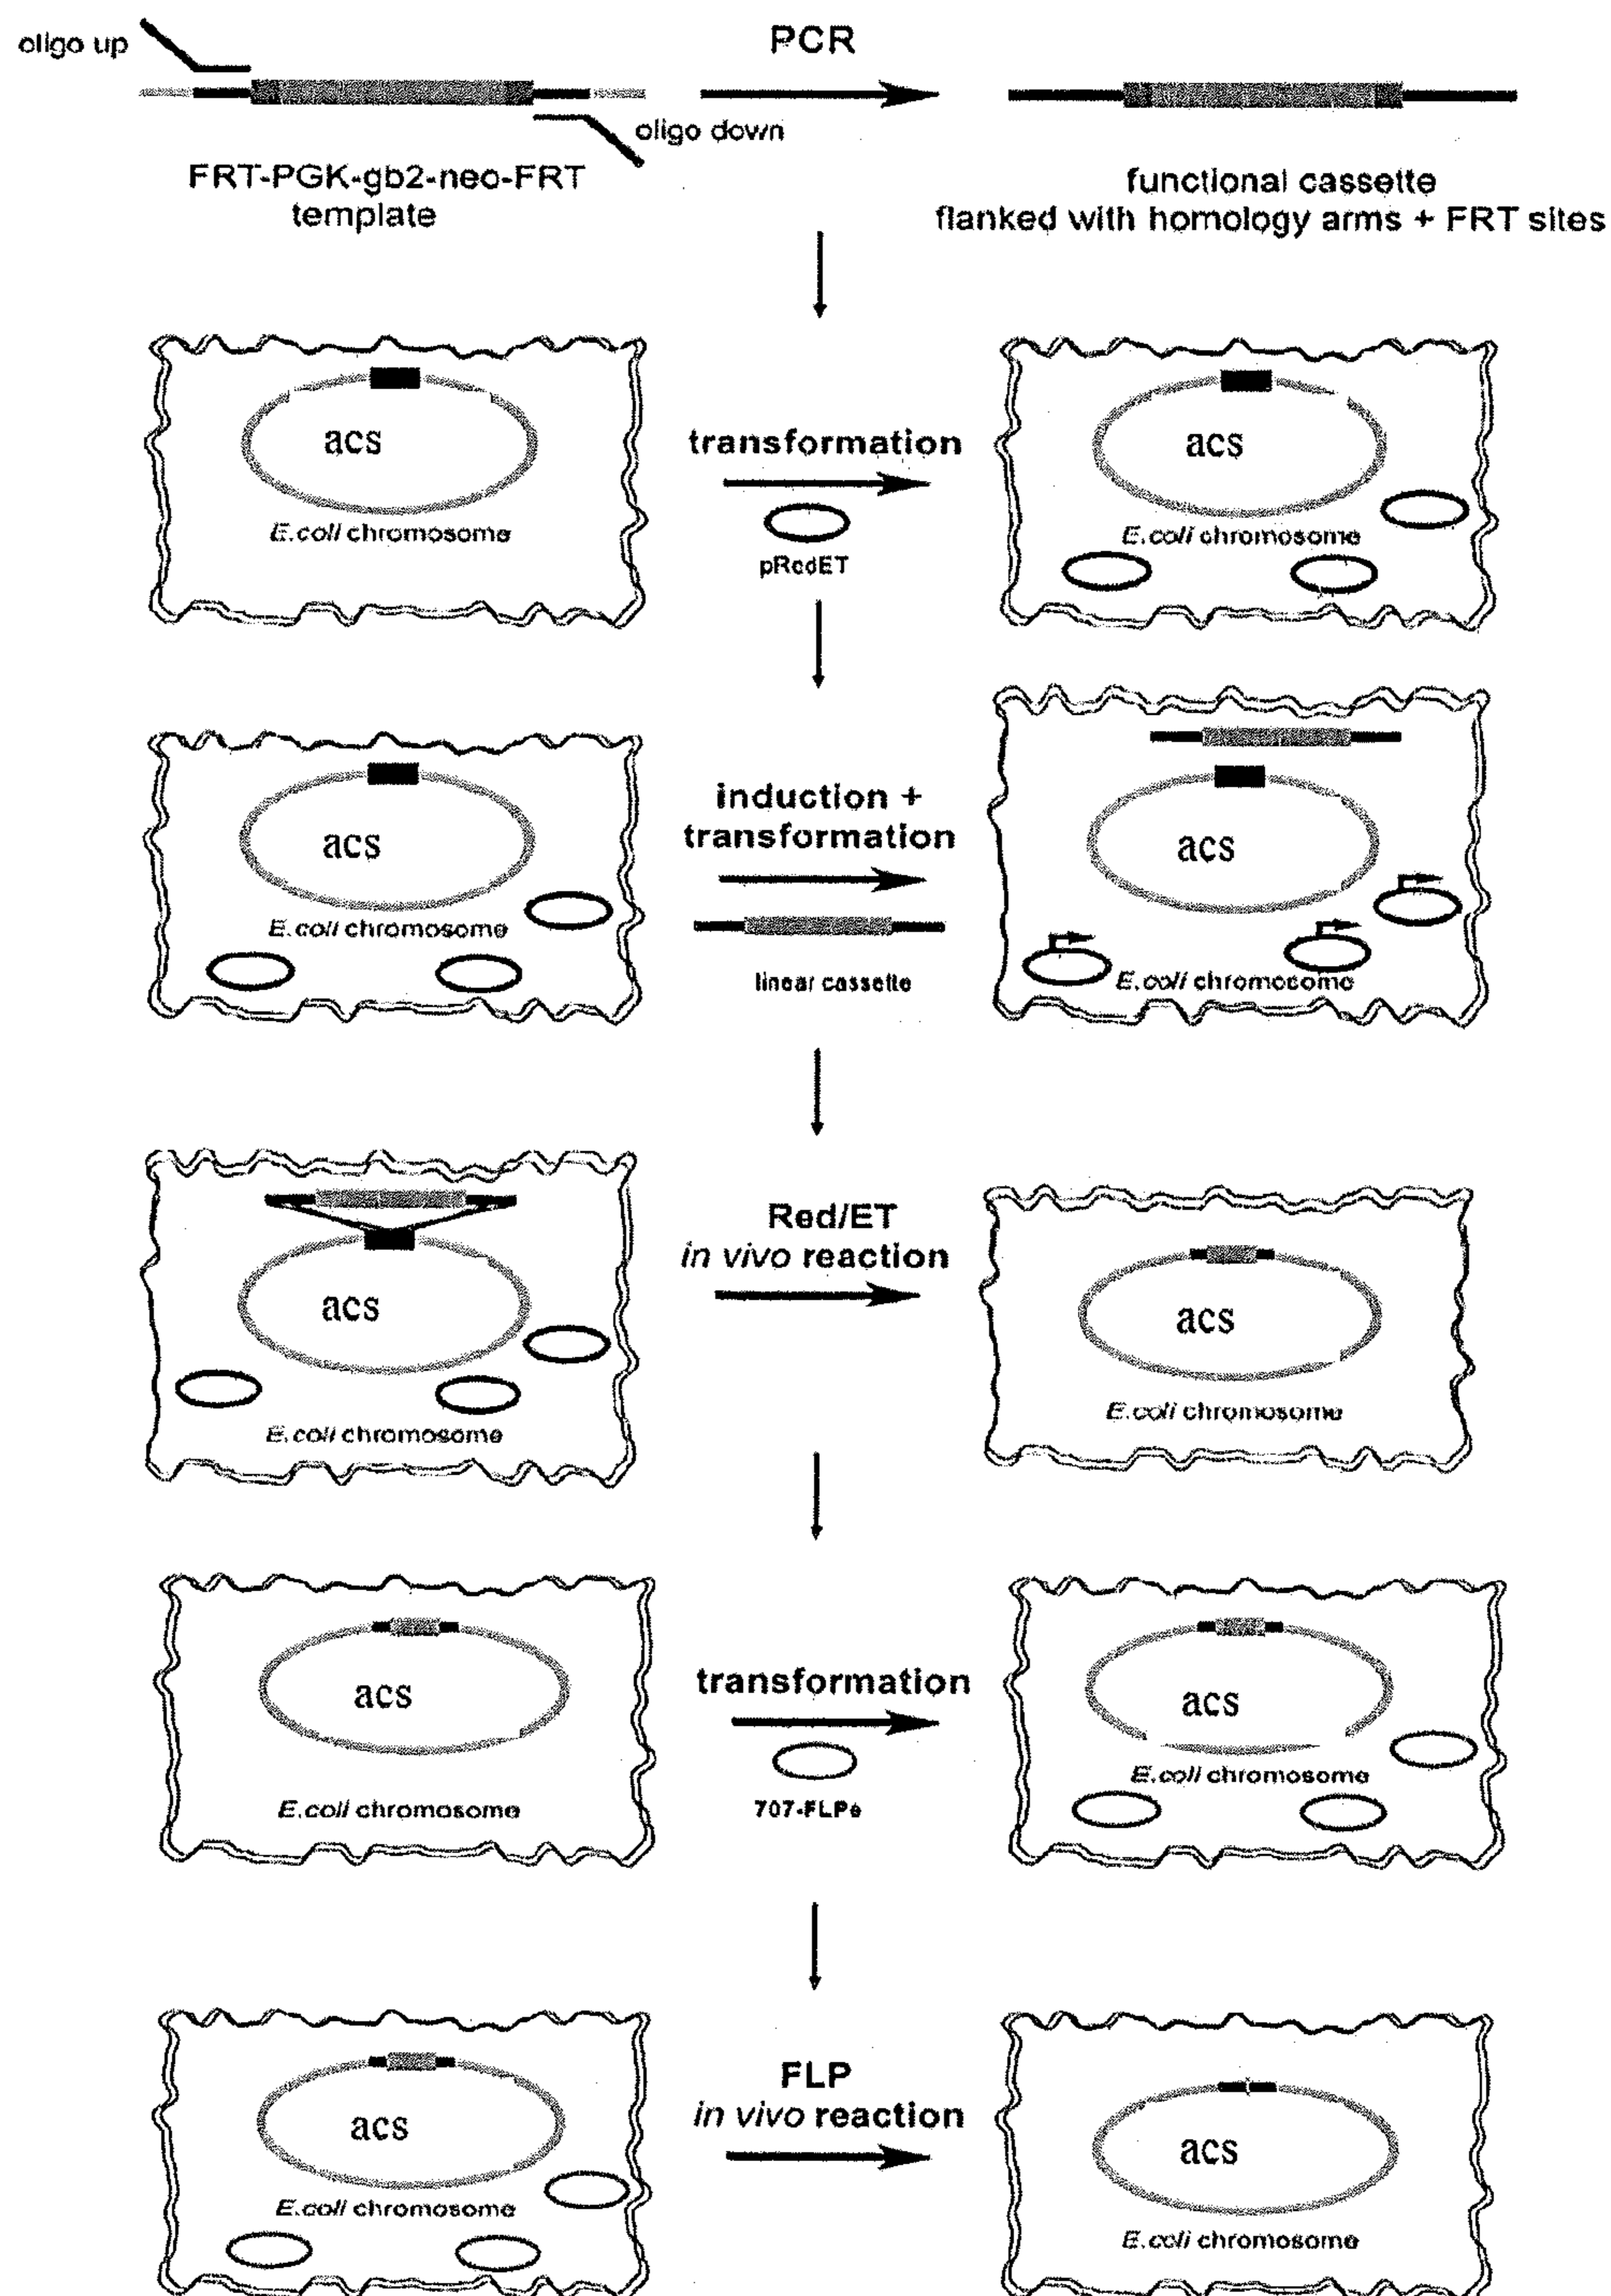 oligo up
PCR
oligo down
FRT-PGK-gb2-neo-FRT
template
functional cassette
flanked with homology arms + FRT sites
acs
E.coli chromosome
transformation
pRedET
acs
E.coli chromosome
acs
E.coli chromosome
induction +
transformation
linear cassette
acs
E.coli chromosome
acs
E.coli chromosome
Red/ET
in vivo reaction
acs
E.coli chromosome
acs
E.coli chromosome
transformation
707-FLPe
acs
E.coli chromosome
acs
E.coli chromosome
FLP
in vivo reaction
acs
E.coli chromosome